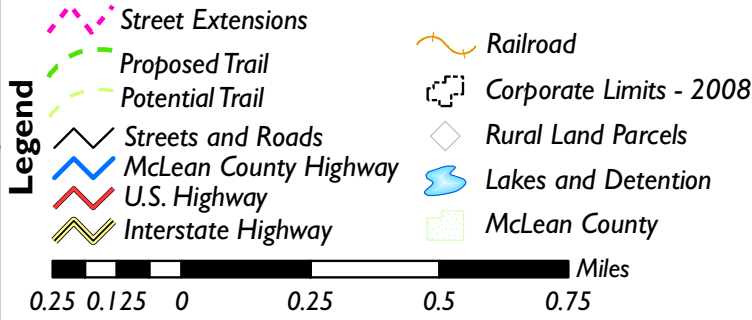 Legend
Street Extensions
Proposed Trail
Potential Trail
Streets and Roads
McLean County Highway
U.S. Highway
Interstate Highway
Railroad
Corporate Limits - 2008
Rural Land Parcels
Lakes and Detention
McLean County
Miles
0.25 0.125 0 0.25 0.5 0.75